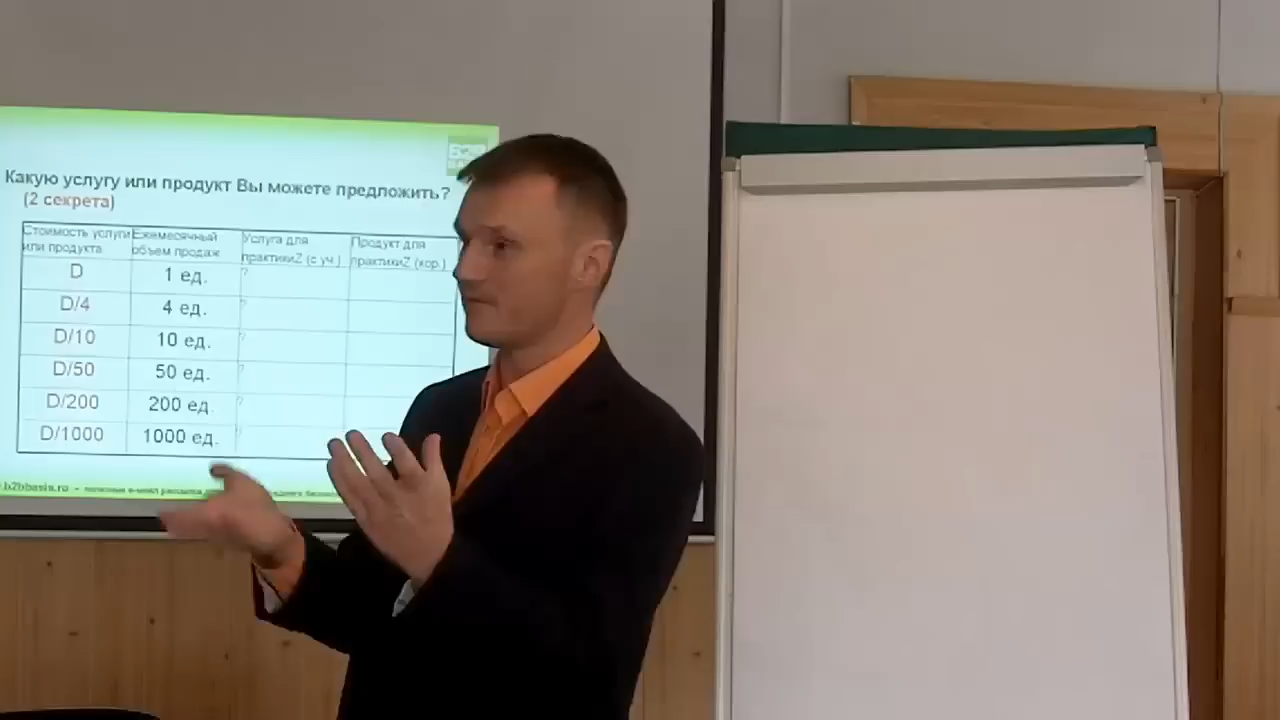 Какую услугу или продукт Вы можете предложить?
(2 секрета)
Стоимость услуги Ежемесячный Услуга для Продукт для
или продукта объем продаж практикиZ (с уч.) практикиZ (кор.)
D 1 ед. ?
D/4 4 ед. ?
D/10 10 ед. ?
D/50 50 ед. ?
D/200 200 ед. ?
D/1000 1000 ед.
.b2bbasis.ru –